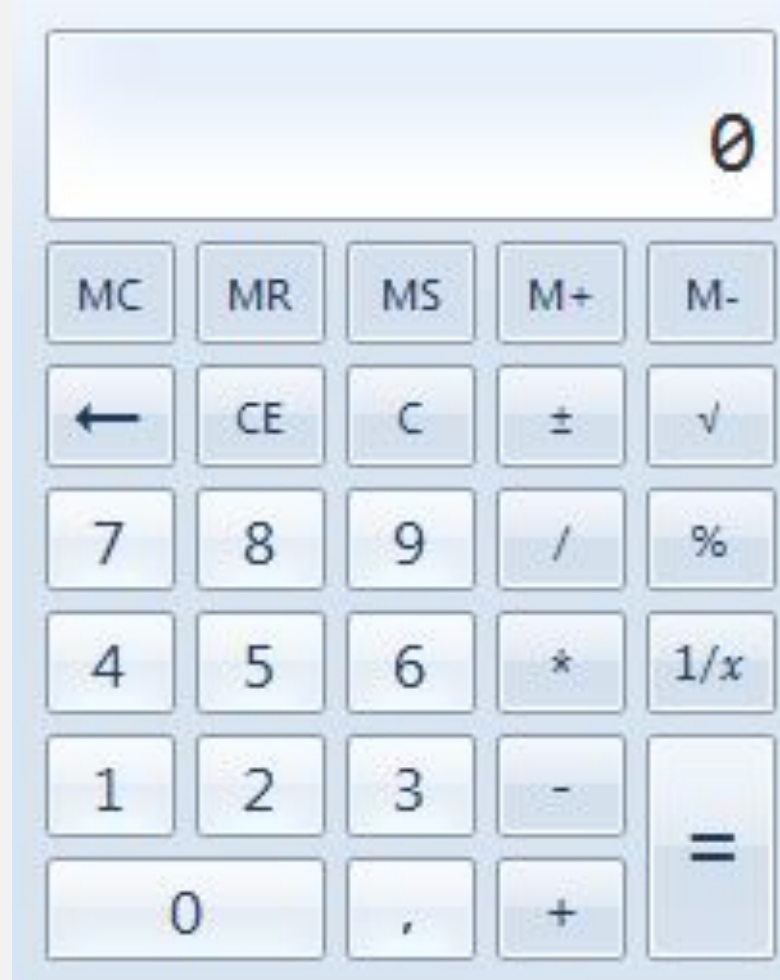 0
MC MR MS M+ M-
← CE C ± √
7 8 9 / %
4 5 6 * 1/x
1 2 3 - =
0 , +